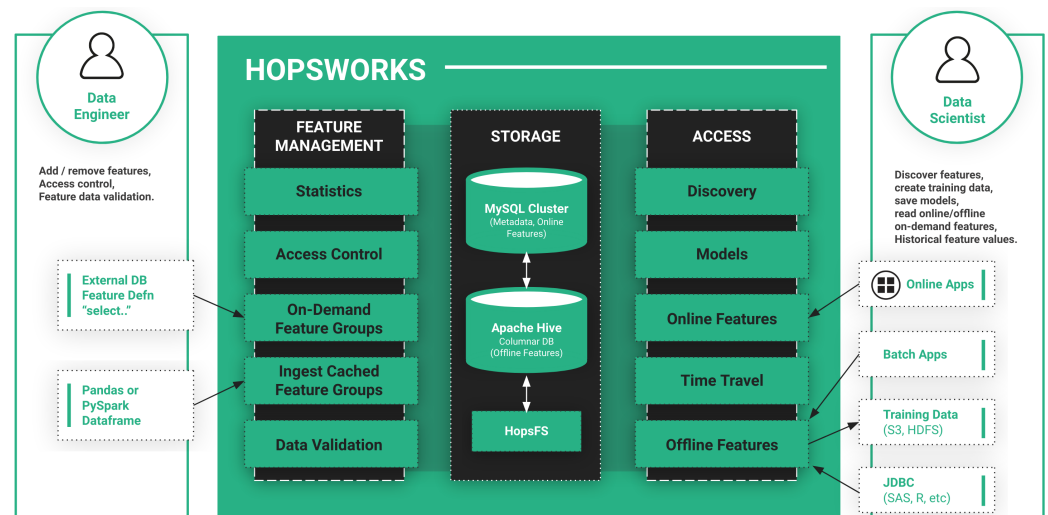 Data
Engineer
Add / remove features,
Access control,
Feature data validation.
External DB
Feature Defn
“select..”
Pandas or
PySpark
Dataframe
HOPSWORKS
FEATURE
MANAGEMENT
Statistics
Access Control
On-Demand
Feature Groups
Ingest Cached
Feature Groups
Data Validation
STORAGE
MySQL Cluster
(Metadata, Online
Features)
Apache Hive
Columnar DB
(Offline Features)
HopsFS
ACCESS
Discovery
Models
Online Features
Time Travel
Offline Features
Data
Scientist
Discover features,
create training data,
save models,
read online/offline
on-demand features,
Historical feature values.
Online Apps
Batch Apps
Training Data
(S3, HDFS)
JDBC
(SAS, R, etc)